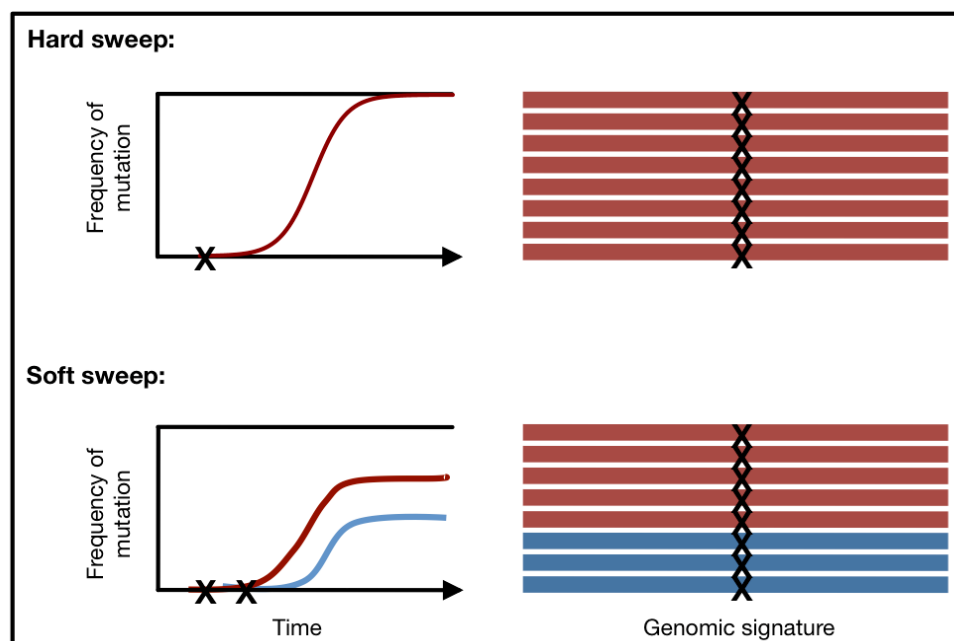 Hard sweep:
Frequency of
mutation
X
X
X
X
X
X
X
X
X
Soft sweep:
Frequency of
mutation
X X
X
X
X
X
X
X
X
X
Time
Genomic signature